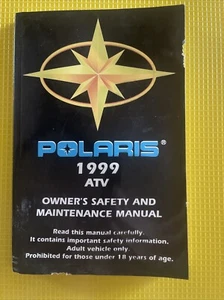 POLARIS®
1999
ATV
OWNER'S SAFETY AND
MAINTENANCE MANUAL
Read this manual carefully.
It contains important safety information.
Adult vehicle only.
Prohibited for those under 18 years of age.